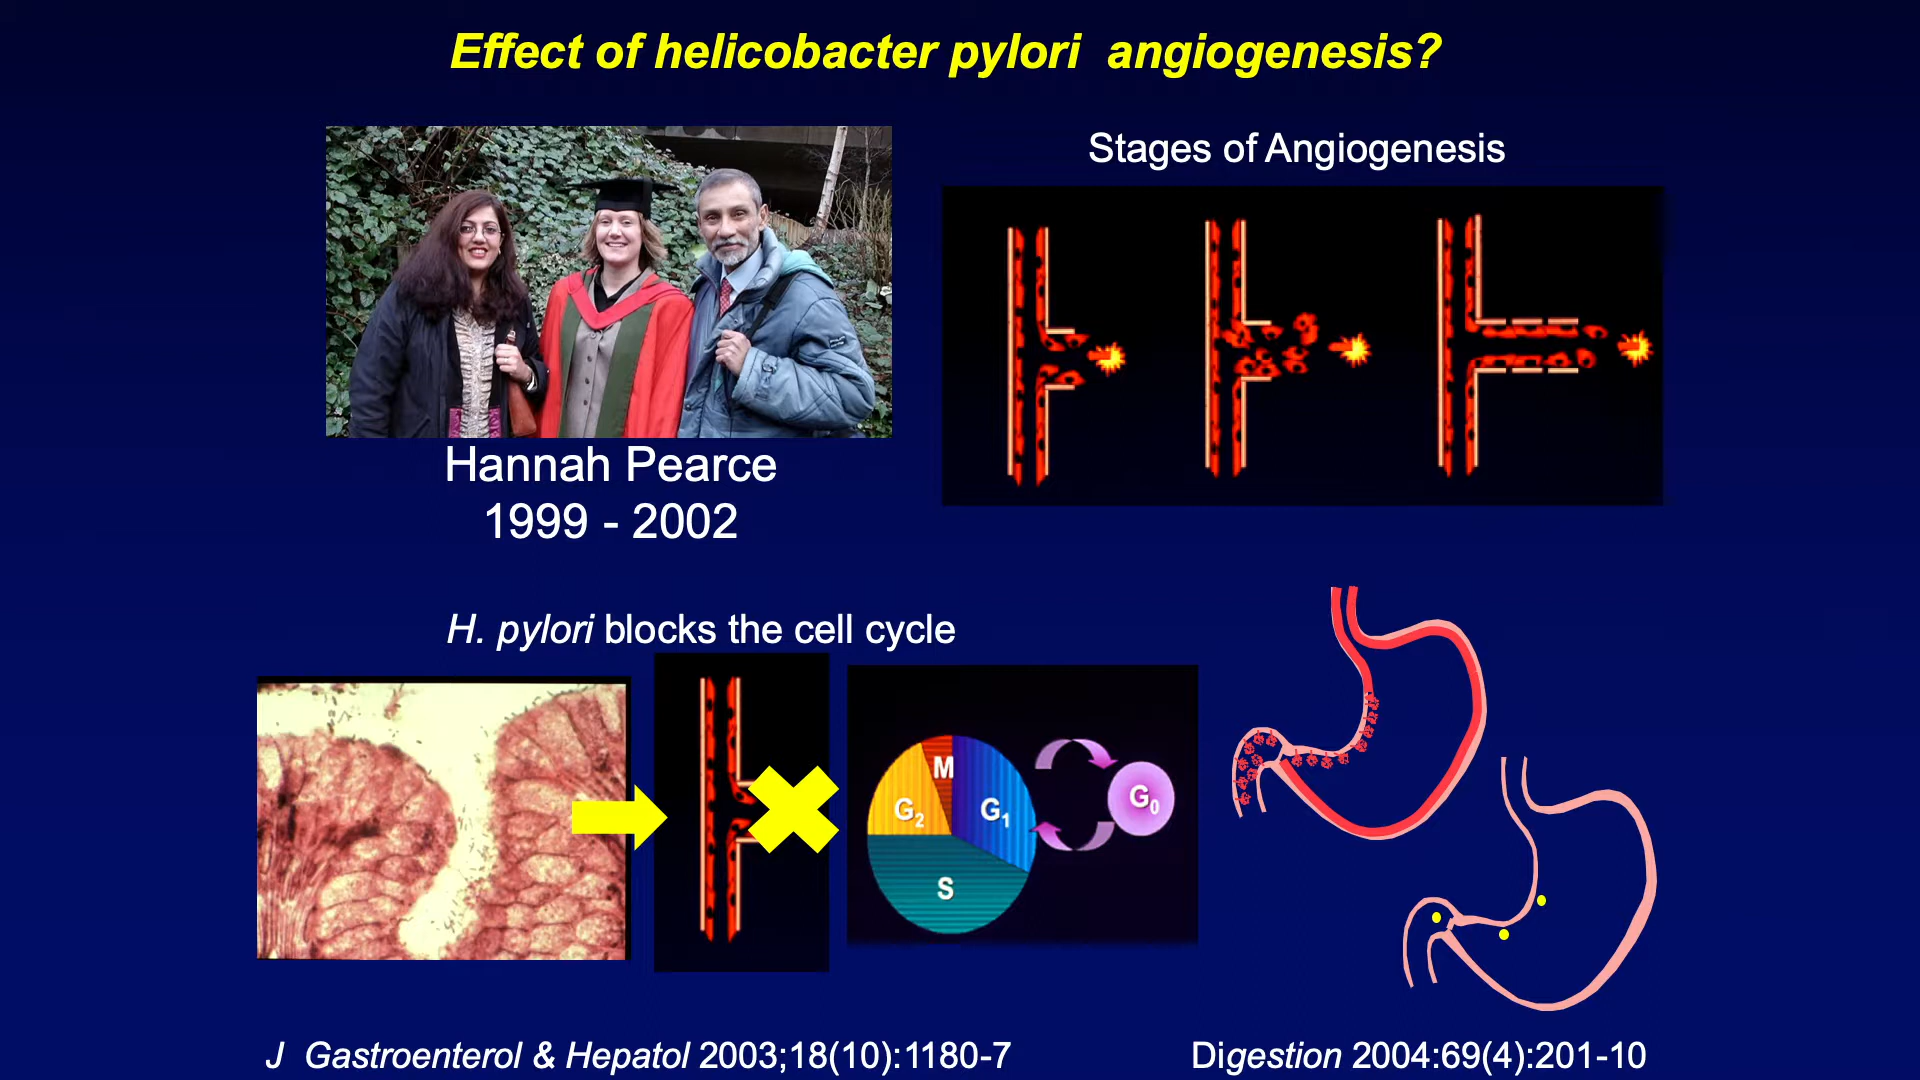 Effect of helicobacter pylori  angiogenesis?
Stages of Angiogenesis
Hannah Pearce
1999 - 2002
H. pylori blocks the cell cycle
M
G2
G1
S
G0
J  Gastroenterol & Hepatol 2003;18(10):1180-7
Digestion 2004:69(4):201-10